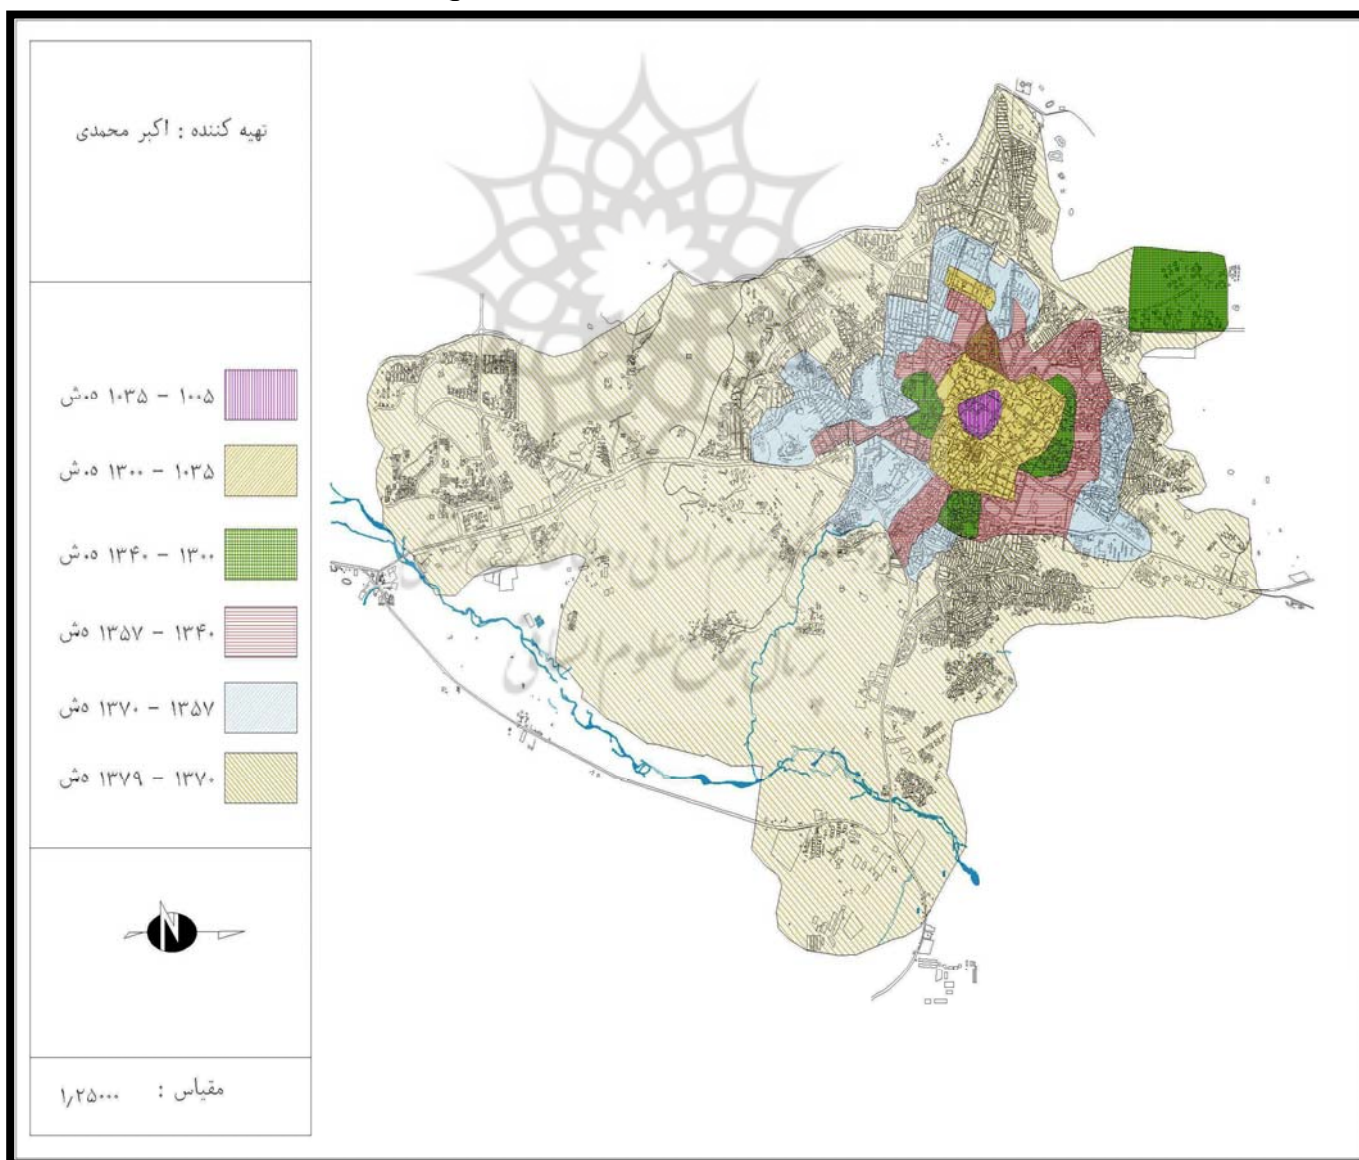 تهیه کننده : اکبر محمدی
۱۰۰۵ – ۱۰۳۵ ه.ش
۱۰۳۵ – ۱۳۰۰ ه.ش
۱۳۰۰ – ۱۳۴۰ ه.ش
۱۳۴۰ – ۱۳۵۷ ه.ش
۱۳۵۷ – ۱۳۷۰ ه.ش
۱۳۷۰ – ۱۳۷۹ ه.ش
N
مقیاس : ۱٫۲۵۰۰۰